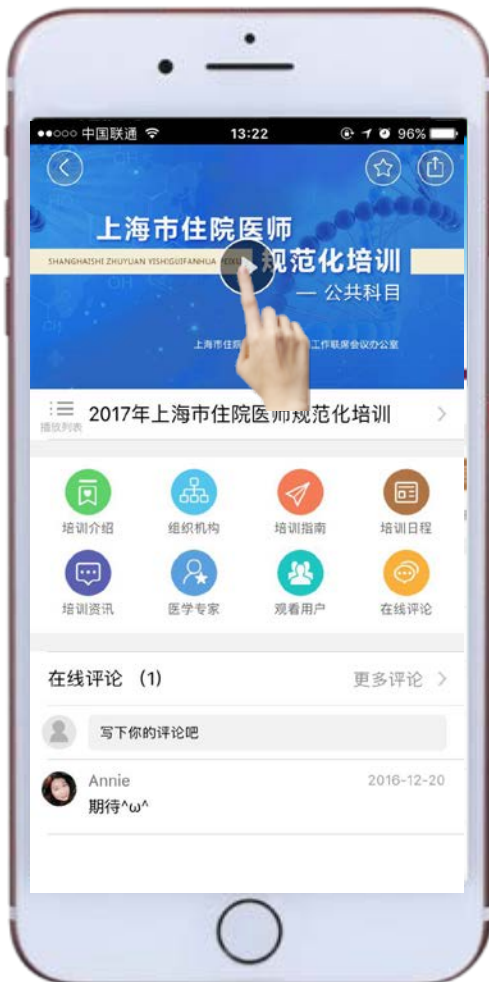 中国联通
13:22
96%
上海市住院医师
SHANGHAISHI ZHUYUAN YISHIGUIFANHUA
规范化培训
— 公共科目
上海市住院
工作联席会议办公室
播放列表
2017年上海市住院医师规范化培训
培训介绍
组织机构
培训指南
培训日程
培训资讯
医学专家
观看用户
在线评论
在线评论 (1)
更多评论
写下你的评论吧
Annie
2016-12-20
期待^ω^